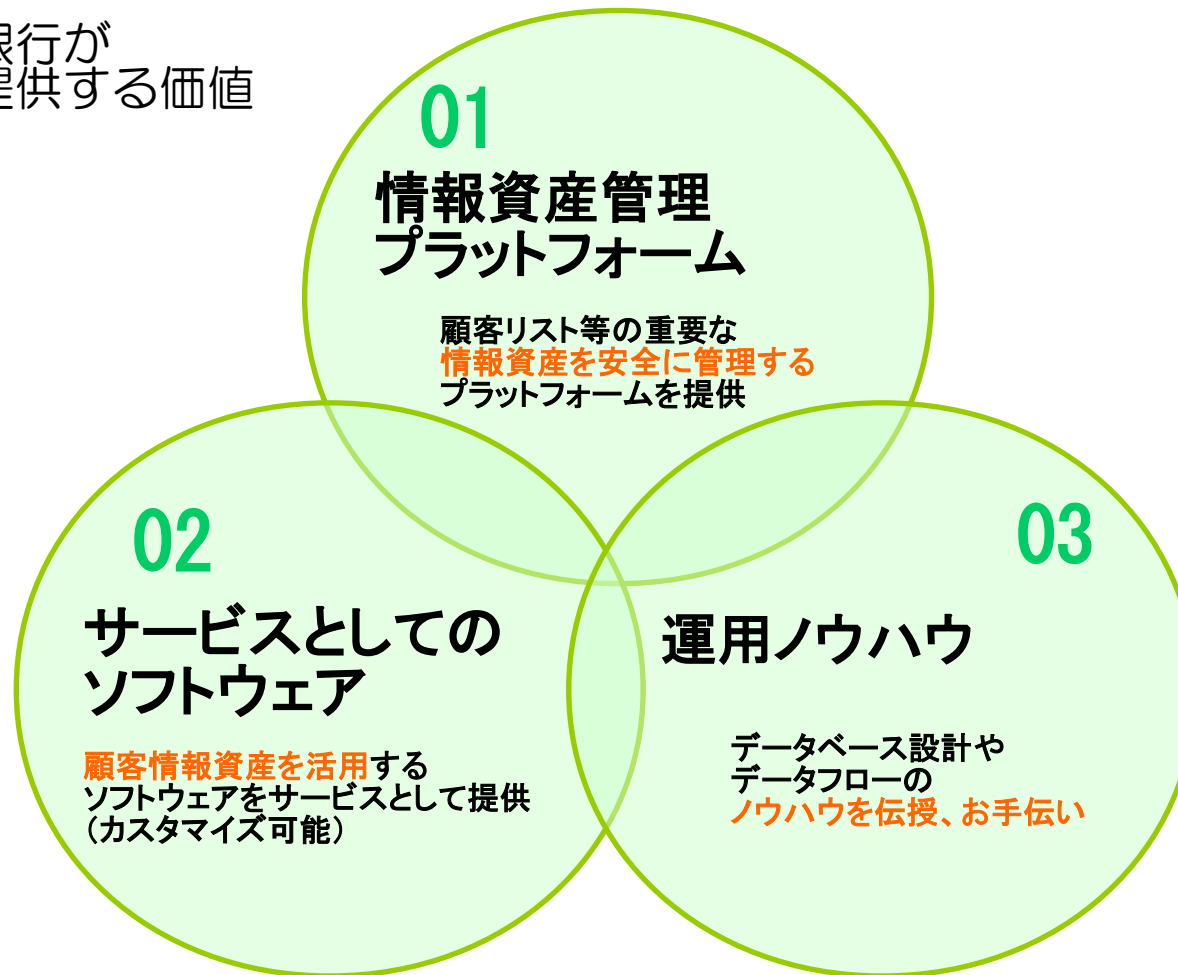 銀行が
提供する価値
01
情報資産管理
プラットフォーム
顧客リスト等の重要な
情報資産を安全に管理する
プラットフォームを提供
02
サービスとしての
ソフトウェア
顧客情報資産を活用する
ソフトウェアをサービスとして提供
（カスタマイズ可能）
03
運用ノウハウ
データベース設計や
データフローの
ノウハウを伝授、お手伝い